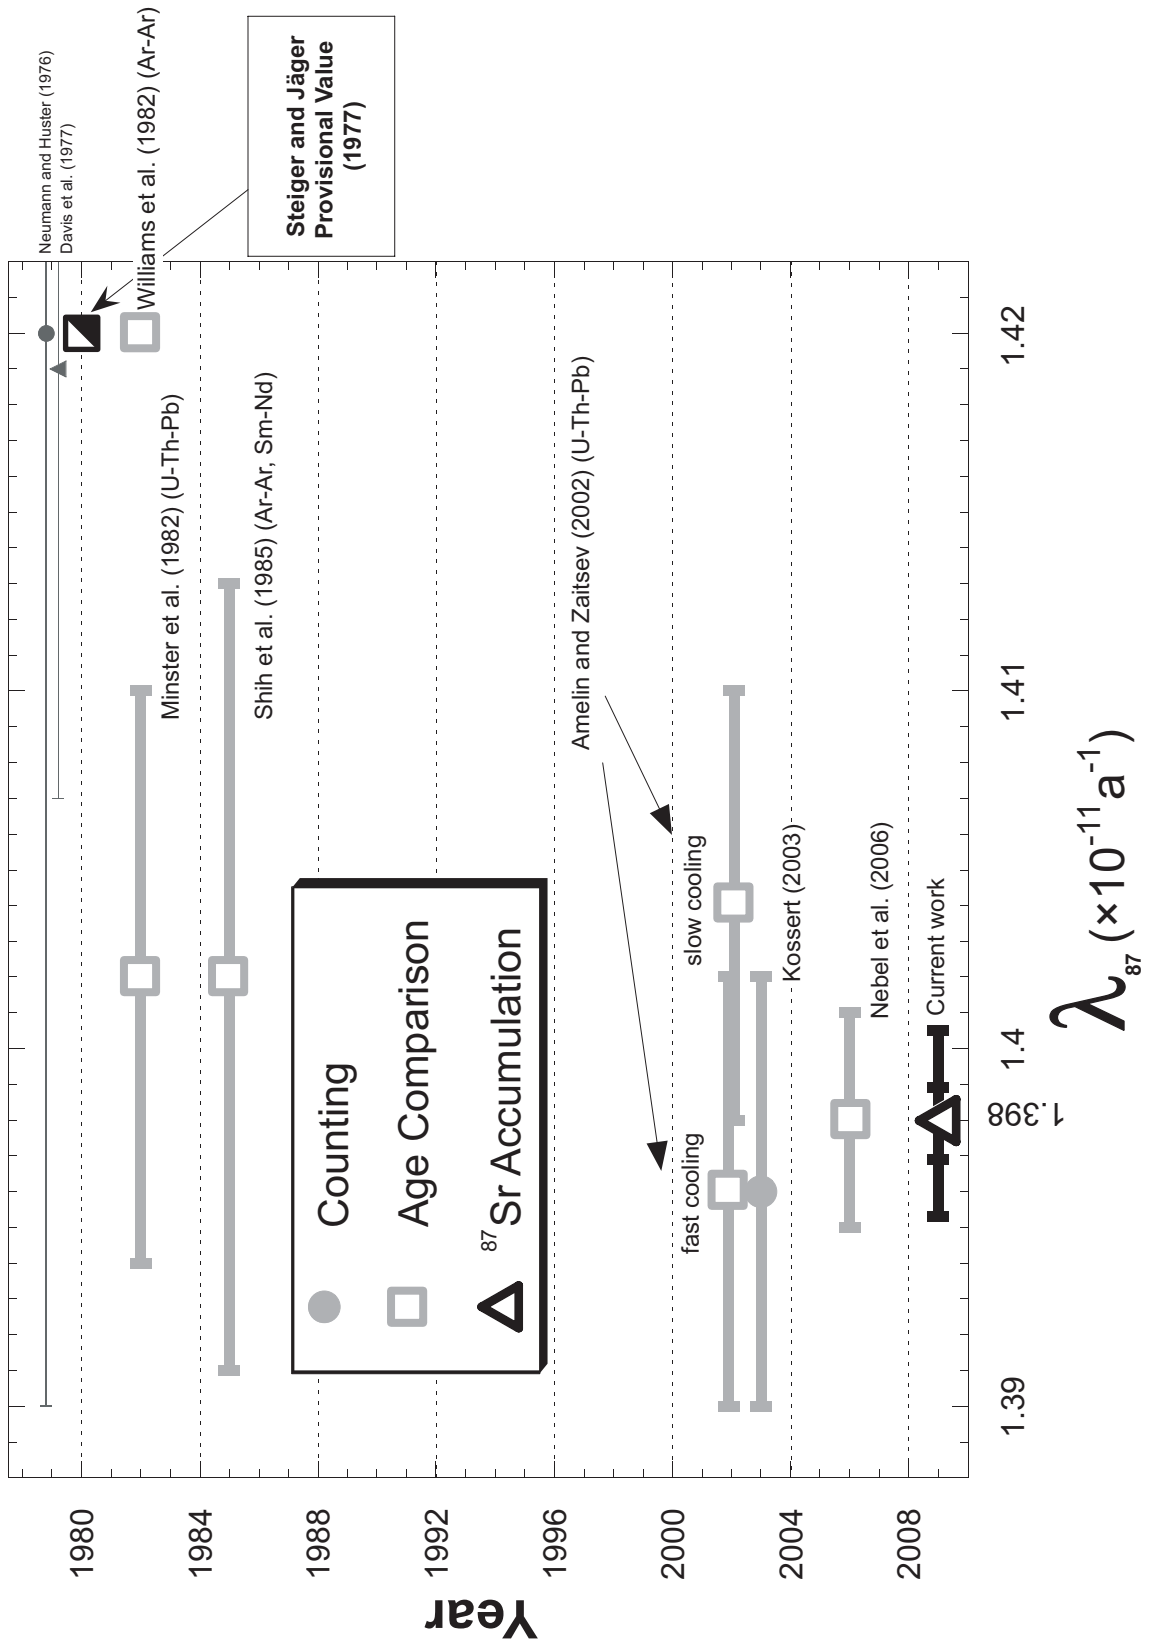 Neumann and Huster (1976)
Davis et al. (1977)
Williams et al. (1982) (Ar-Ar)
Steiger and Jäger
Provisional Value
(1977)
Minster et al. (1982) (U-Th-Pb)
Shih et al. (1985) (Ar-Ar, Sm-Nd)
Counting
Age Comparison
87Sr Accumulation
Amelin and Zaitsev (2002) (U-Th-Pb)
slow cooling
fast cooling
Kossert (2003)
Nebel et al. (2006)
Current work
1980
1984
1988
1992
1996
2000
2004
2008
Year
1.39
1.398
1.4
1.41
1.42
λ87 (×10-11a-1)